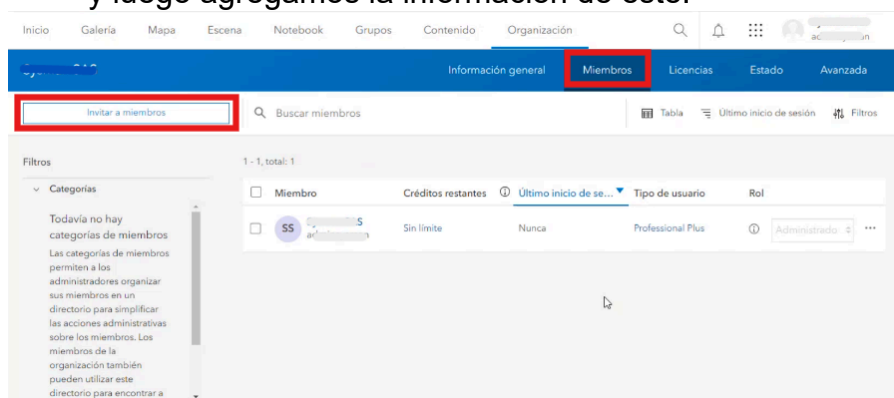 y luego agregamos la información de este.
Inicio Galería Mapa Escena Notebook Grupos Contenido Organización
Información general Miembros Licencias Estado Avanzada
Invitar a miembros Buscar miembros Tabla Último inicio de sesión Filtros
Filtros 1 - 1, total: 1
Categorías Miembro Créditos restantes Último inicio de se... Tipo de usuario Rol
Todavía no hay
categorías de miembros
SS Sin límite Nunca Professional Plus Administrado
Las categorías de miembros
permiten a los
administradores organizar
sus miembros en un
directorio para simplificar
las acciones administrativas
sobre los miembros. Los
miembros de la
organización también
pueden utilizar este
directorio para encontrar a